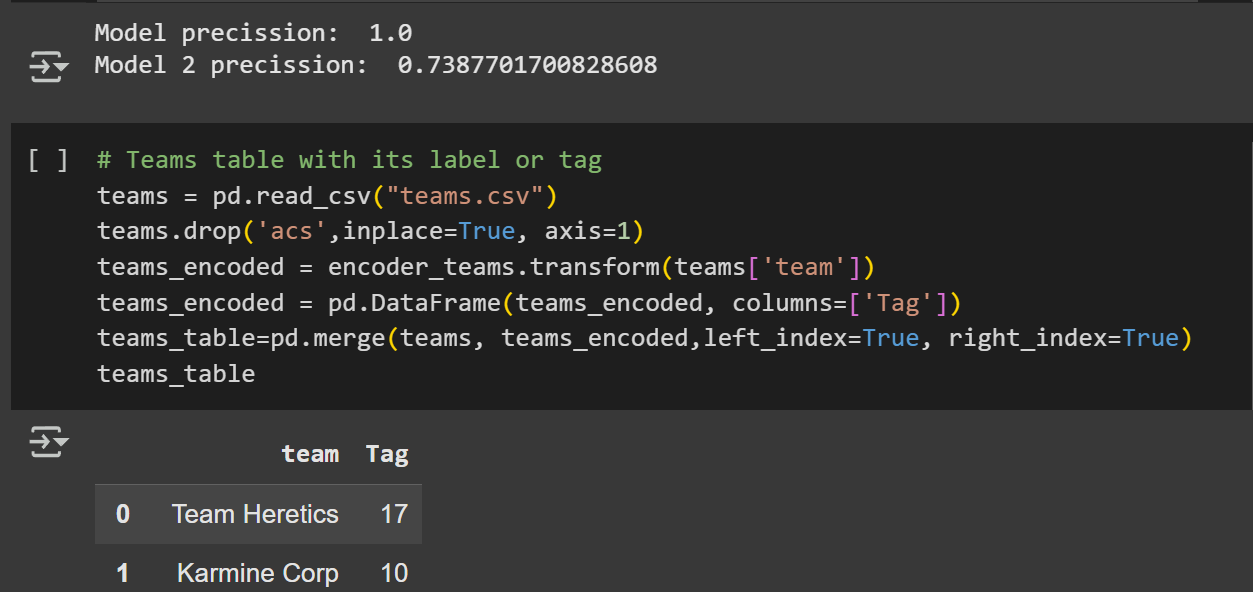 Model precission:  1.0
Model 2 precission:  0.7387701700828608
[ ] # Teams table with its label or tag
teams = pd.read_csv("teams.csv")
teams.drop('acs',inplace=True, axis=1)
teams_encoded = encoder_teams.transform(teams['team'])
teams_encoded = pd.DataFrame(teams_encoded, columns=['Tag'])
teams_table=pd.merge(teams, teams_encoded,left_index=True, right_index=True)
teams_table
team Tag
0 Team Heretics 17
1 Karmine Corp 10